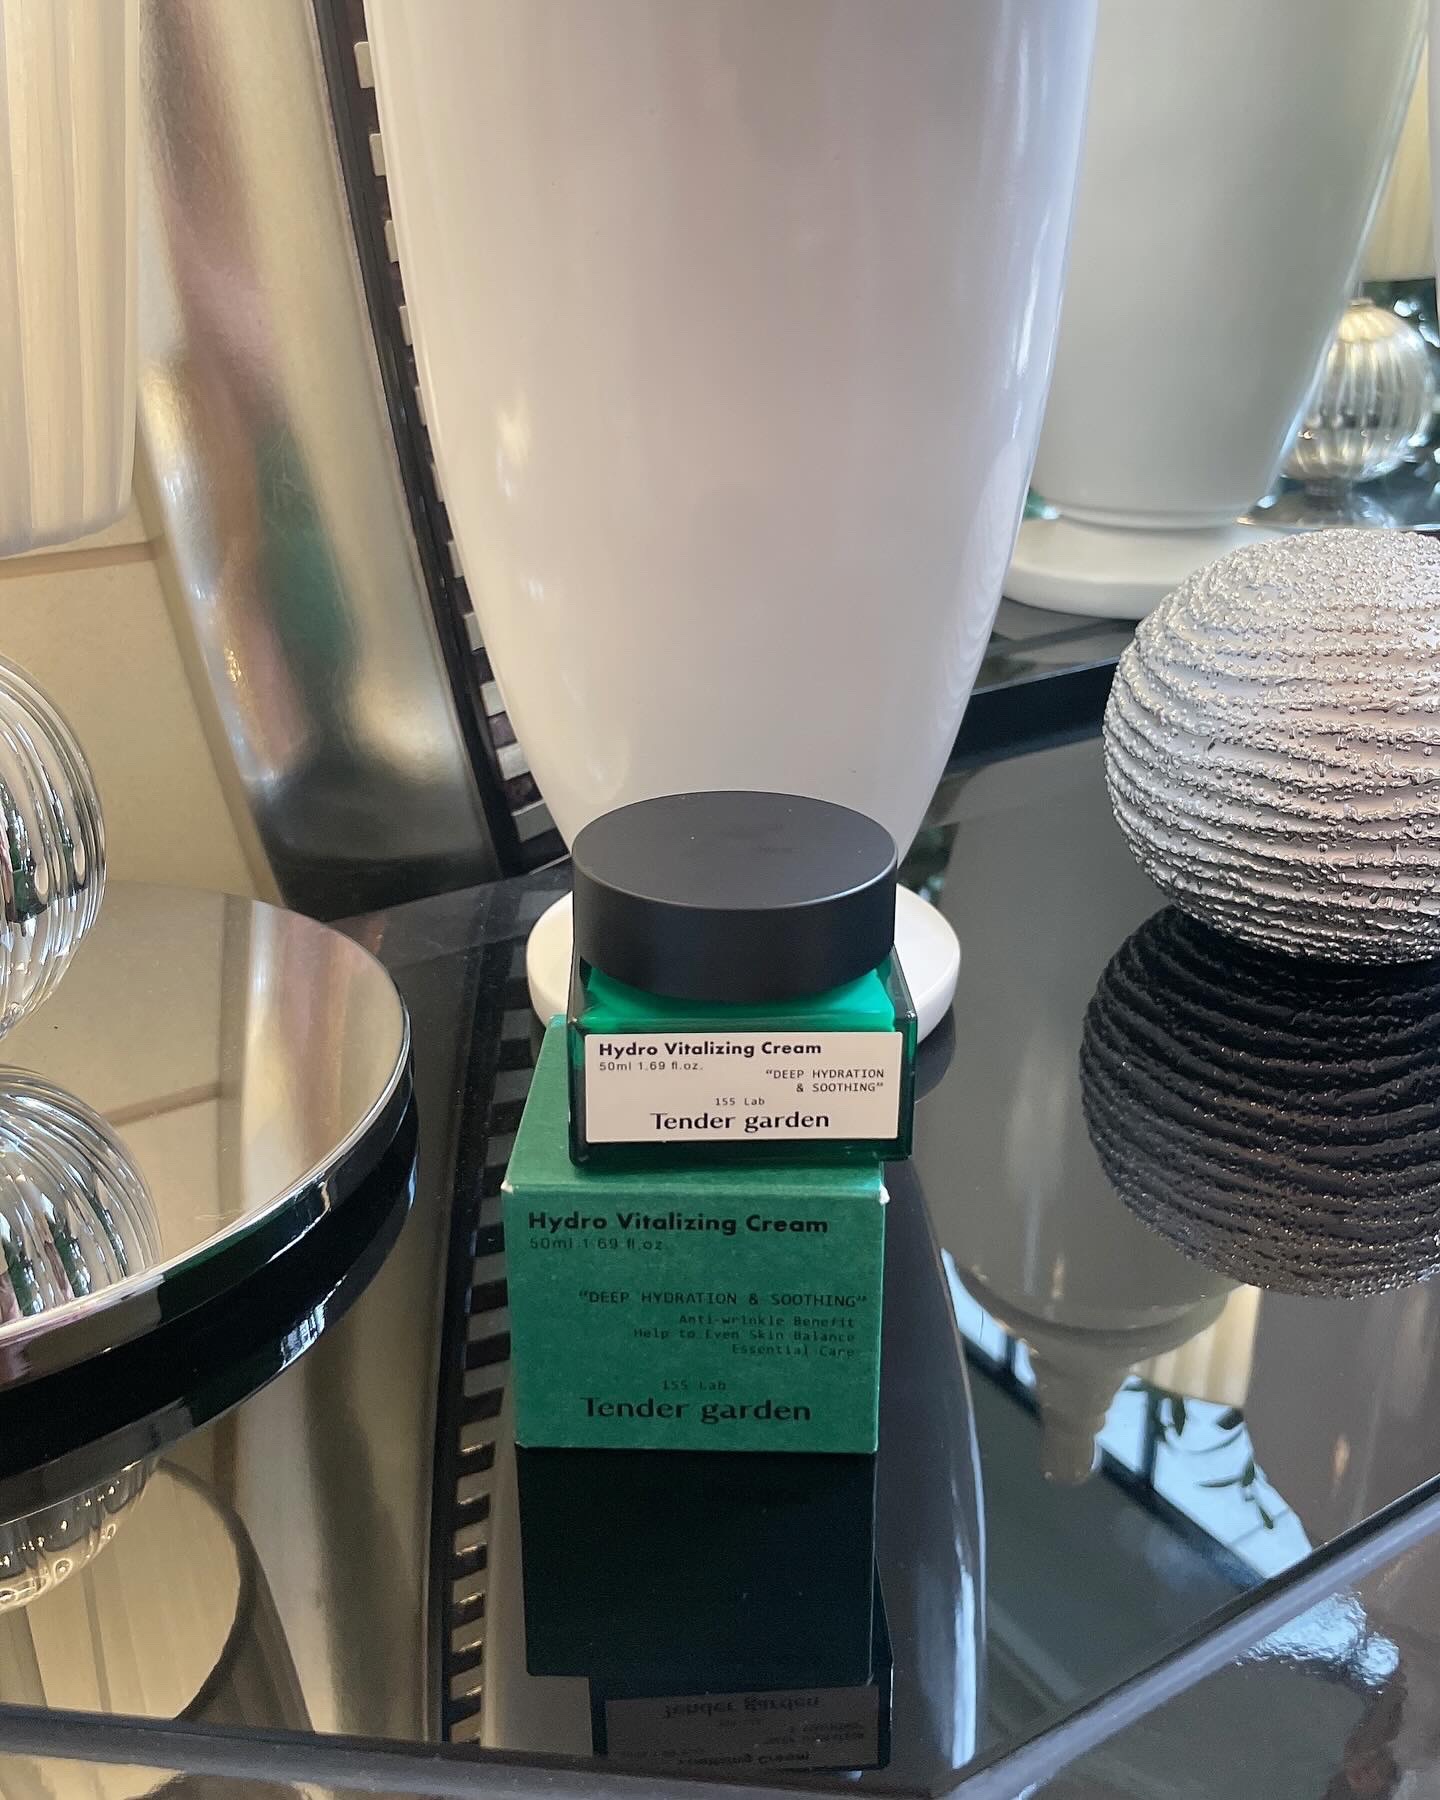 Hydro Vitalizing Cream
50ml 1.69 fl.oz.
"DEEP HYDRATION
& SOOTHING"
155 Lab
Tender garden
Hydro Vitalizing Cream
50ml 1.69 fl.oz.
"DEEP HYDRATION & SOOTHING"
Anti-wrinkle Benefit
Help to Even Skin Balance
Essential Care
155 Lab
Tender garden